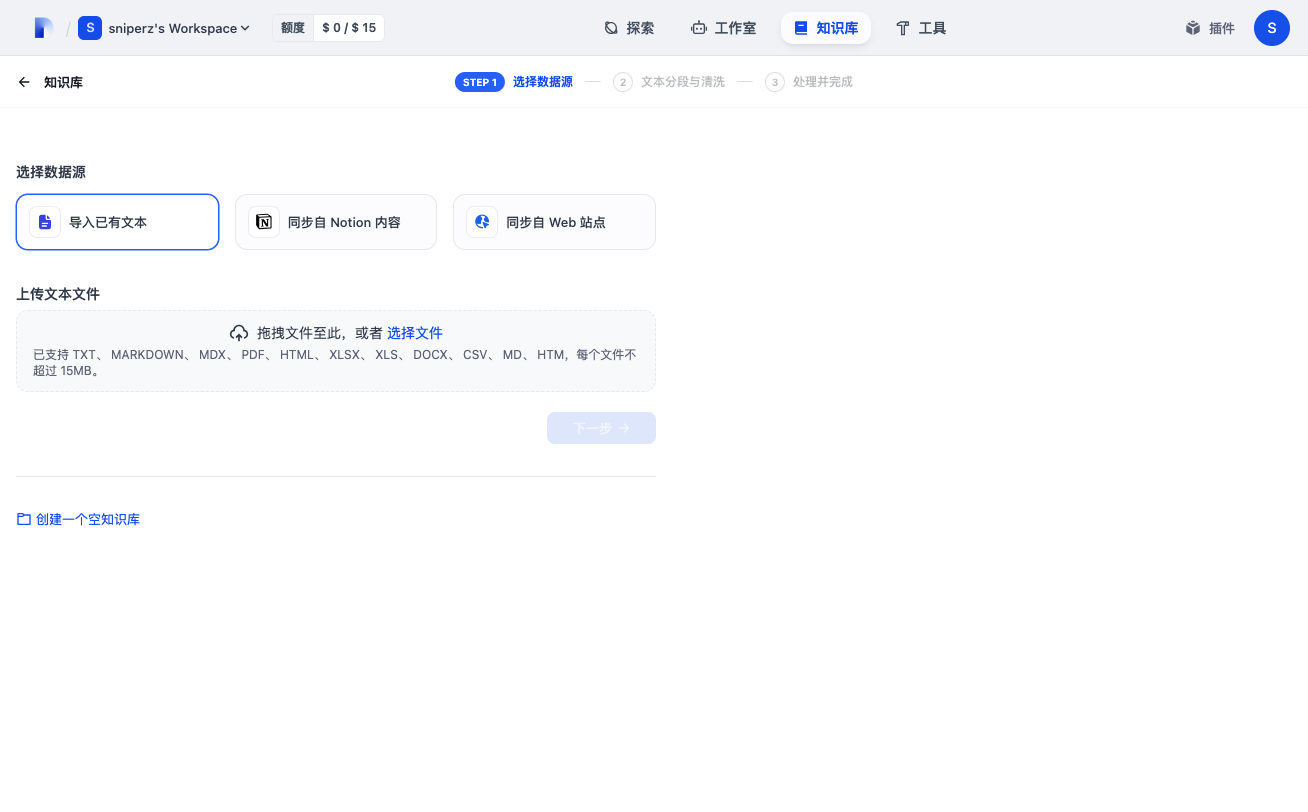 S sniperz's Workspace 额度 $ 0 / $ 15 探索 工作室 知识库 工具 插件 S
知识库 STEP 1 选择数据源 2 文本分段与清洗 3 处理并完成
选择数据源
导入已有文本 同步自 Notion 内容 同步自 Web 站点
上传文本文件
拖拽文件至此，或者 选择文件
已支持 TXT、 MARKDOWN、 MDX、 PDF、 HTML、 XLSX、 XLS、 DOCX、 CSV、 MD、 HTM，每个文件不
超过 15MB。
下一步
创建一个空知识库